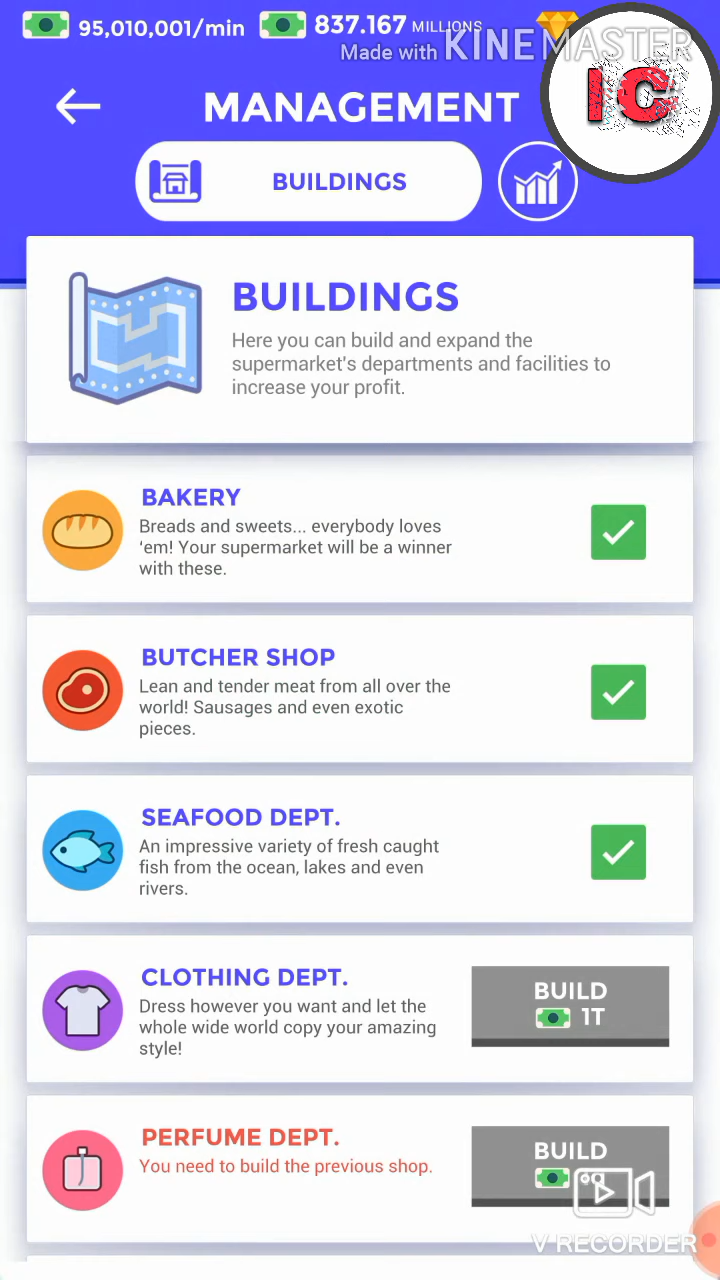 95,010,001/min 837.167 MILLIONS
Made with KINEMASTER
IC
MANAGEMENT
BUILDINGS
BUILDINGS
Here you can build and expand the
supermarket's departments and facilities to
increase your profit.
BAKERY
Breads and sweets... everybody loves
'em! Your supermarket will be a winner
with these.
BUTCHER SHOP
Lean and tender meat from all over the
world! Sausages and even exotic
pieces.
SEAFOOD DEPT.
An impressive variety of fresh caught
fish from the ocean, lakes and even
rivers.
CLOTHING DEPT.
Dress however you want and let the
whole wide world copy your amazing
style!
BUILD
1T
PERFUME DEPT.
You need to build the previous shop.
BUILD
V RECORDER